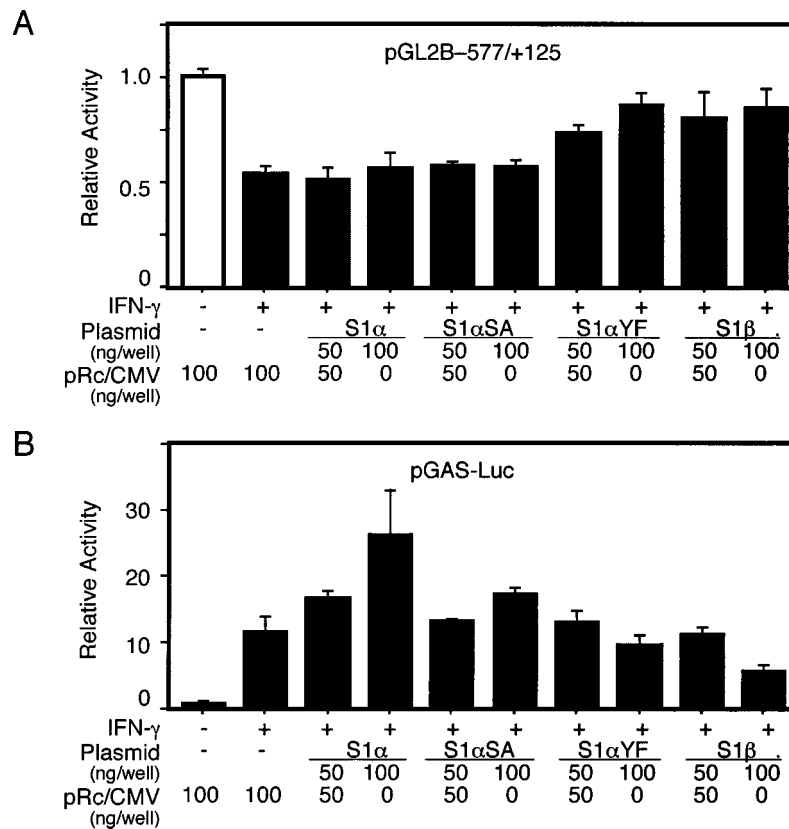 A
pGL2B–577/+125
Relative Activity
1.0
0.5
0
IFN-γ - + + + + + + + + +
Plasmid - - S1α S1αSA S1αYF S1β .
(ng/well) 50 100 50 100 50 100 50 100
pRc/CMV 100 100 50 0 50 0 50 0 50 0
(ng/well)
B
pGAS-Luc
Relative Activity
30
20
10
0
IFN-γ - + + + + + + + + +
Plasmid - - S1α S1αSA S1αYF S1β .
(ng/well) 50 100 50 100 50 100 50 100
pRc/CMV 100 100 50 0 50 0 50 0 50 0
(ng/well)